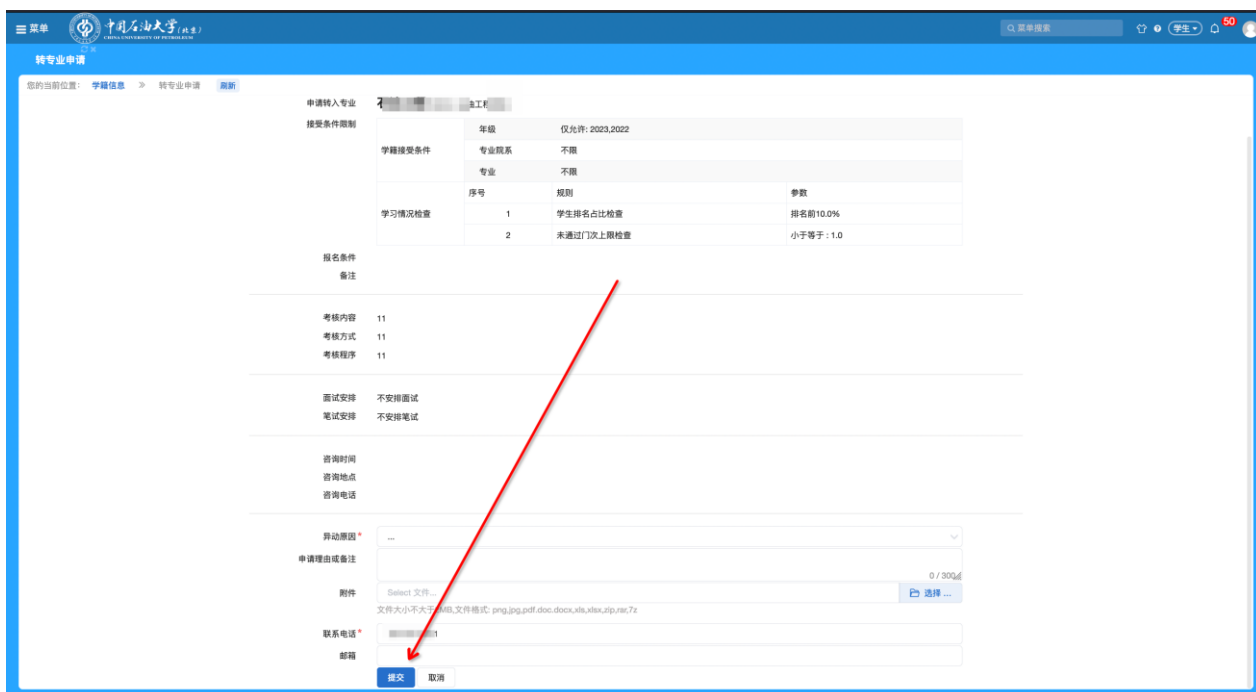 菜单 中国石油大学(北京) 菜单搜索 学生 50
CHINA UNIVERSITY OF PETROLEUM
转专业申请
您的当前位置: 学籍信息 » 转专业申请 刷新
申请转入专业
接受条件限制
学籍接受条件 年级 仅允许: 2023,2022
专业院系 不限
专业 不限
学习情况检查 序号 规则 参数
1 学生排名占比检查 排名前10.0%
2 未通过门次上限检查 小于等于 : 1.0
报名条件
备注
考核内容 11
考核方式 11
考核程序 11
面试安排 不安排面试
笔试安排 不安排笔试
咨询时间
咨询地点
咨询电话
异动原因* ...
申请理由或备注
0 / 300
附件 Select 文件... 选择 ...
文件大小不大于 MB,文件格式: png,jpg,pdf,doc,docx,xls,xlsx,zip,rar,7z
联系电话* 1
邮箱
提交 取消